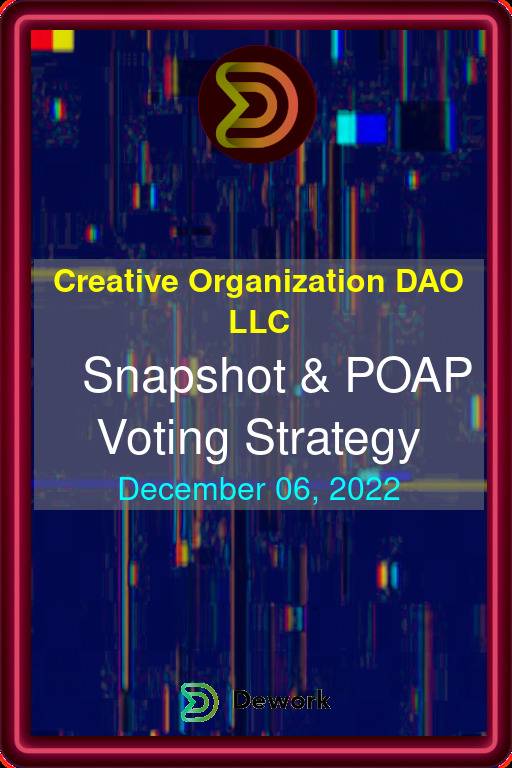 Creative Organization DAO
LLC
Snapshot & POAP
Voting Strategy
December 06, 2022
Dework